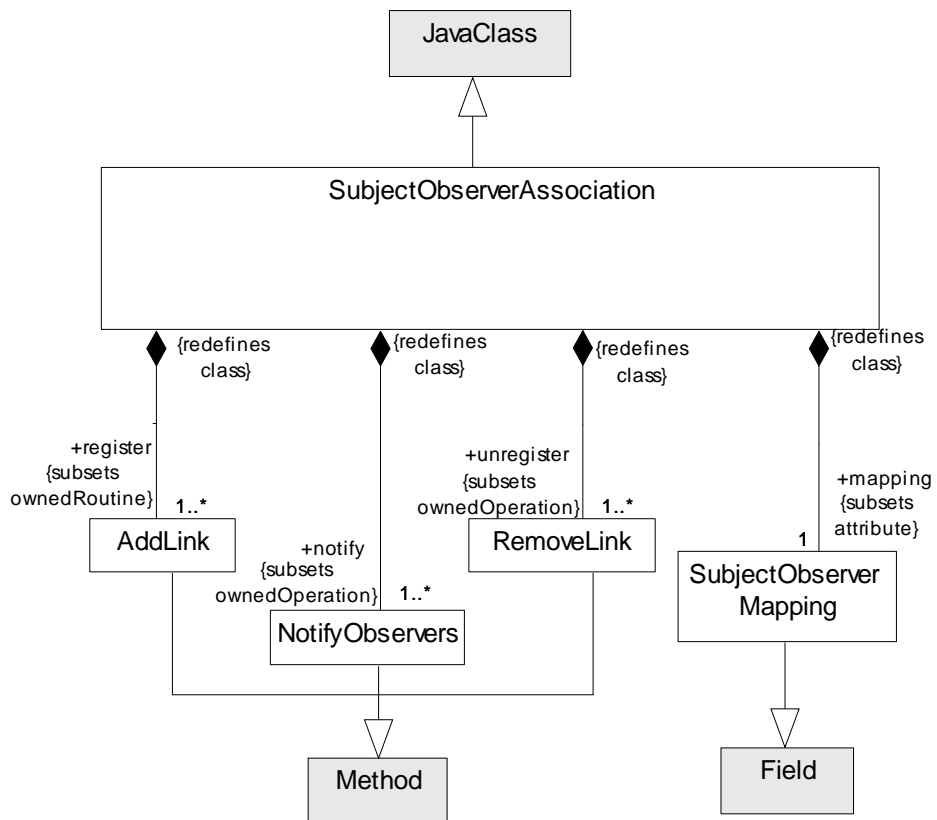 JavaClass
SubjectObserverAssociation
{redefines
class}
{redefines
class}
{redefines
class}
{redefines
class}
+register
{subsets
ownedRoutine}
1..*
AddLink
+notify
{subsets
ownedOperation}
1..*
NotifyObservers
+unregister
{subsets
ownedOperation}
1..*
RemoveLink
+mapping
{subsets
attribute}
1
SubjectObserver
Mapping
Method
Field